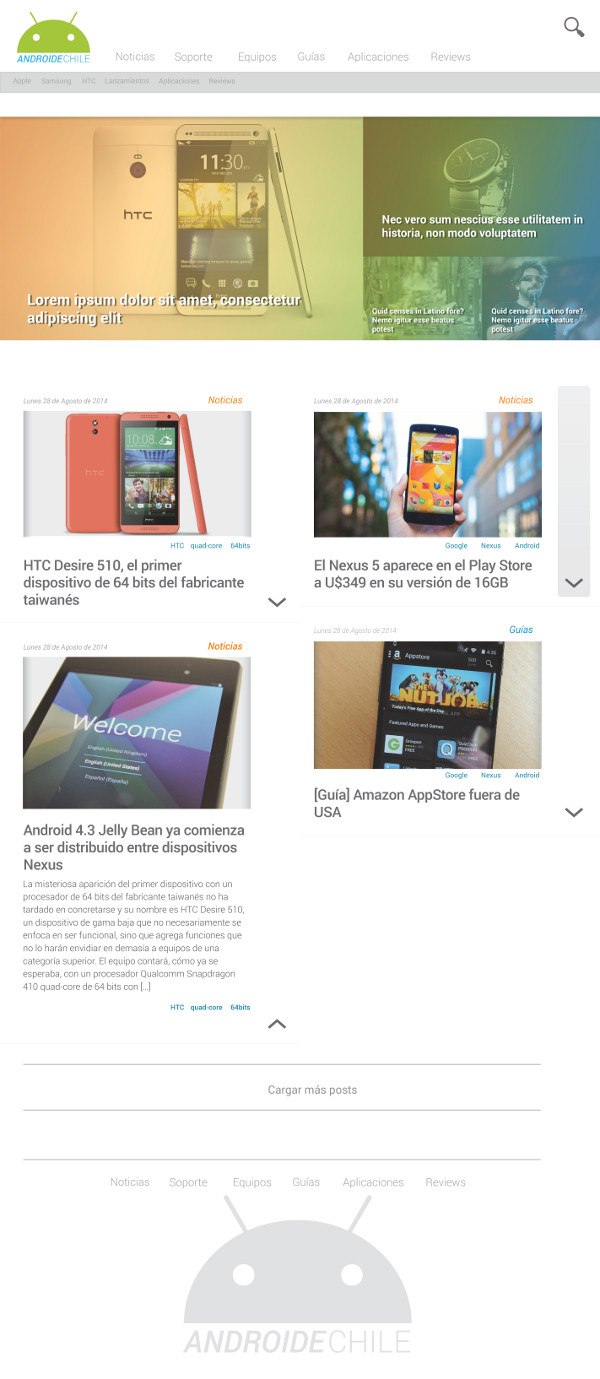 ANDROIDECHILE
Noticias Soporte Equipos Guías Aplicaciones Reviews
Apple Samsung HTC Lanzamientos Aplicaciones Reviews
hTC
11:30
Lorem ipsum dolor sit amet, consectetur
adipiscing elit
Nec vero sum nescius esse utilitatem in
historia, non modo voluptatem
Quid censes in Latino fore?
Nemo igitur esse beatus
potest
Quid censes in Latino fore?
Nemo igitur esse beatus
potest
Lunes 28 de Agosto de 2014 Noticias
hTC
10:08
HTC quad-core 64bits
HTC Desire 510, el primer
dispositivo de 64 bits del fabricante
taiwanés
Lunes 28 de Agosto de 2014 Noticias
Google Nexus Android
El Nexus 5 aparece en el Play Store
a U$349 en su versión de 16GB
Lunes 28 de Agosto de 2014 Noticias
Welcome
English (United Kingdom)
English (United States)
Español (España)
Android 4.3 Jelly Bean ya comienza
a ser distribuido entre dispositivos
Nexus
La misteriosa aparición del primer dispositivo con un
procesador de 64 bits del fabricante taiwanés no ha
tardado en concretarse y su nombre es HTC Desire 510,
un dispositivo de gama baja que no necesariamente se
enfoca en ser funcional, sino que agrega funciones que
no lo harán envidiar en demasía a equipos de una
categoría superior. El equipo contará, cómo ya se
esperaba, con un procesador Qualcomm Snapdragon
410 quad-core de 64 bits con [...]
HTC quad-core 64bits
Lunes 28 de Agosto de 2014 Guías
4:35
Appstore
THE
NUT JOB
Today's Free App of the Day
Featured Apps and Games
FREE
Google Nexus Android
[Guía] Amazon AppStore fuera de
USA
Cargar más posts
Noticias Soporte Equipos Guías Aplicaciones Reviews
ANDROIDECHILE